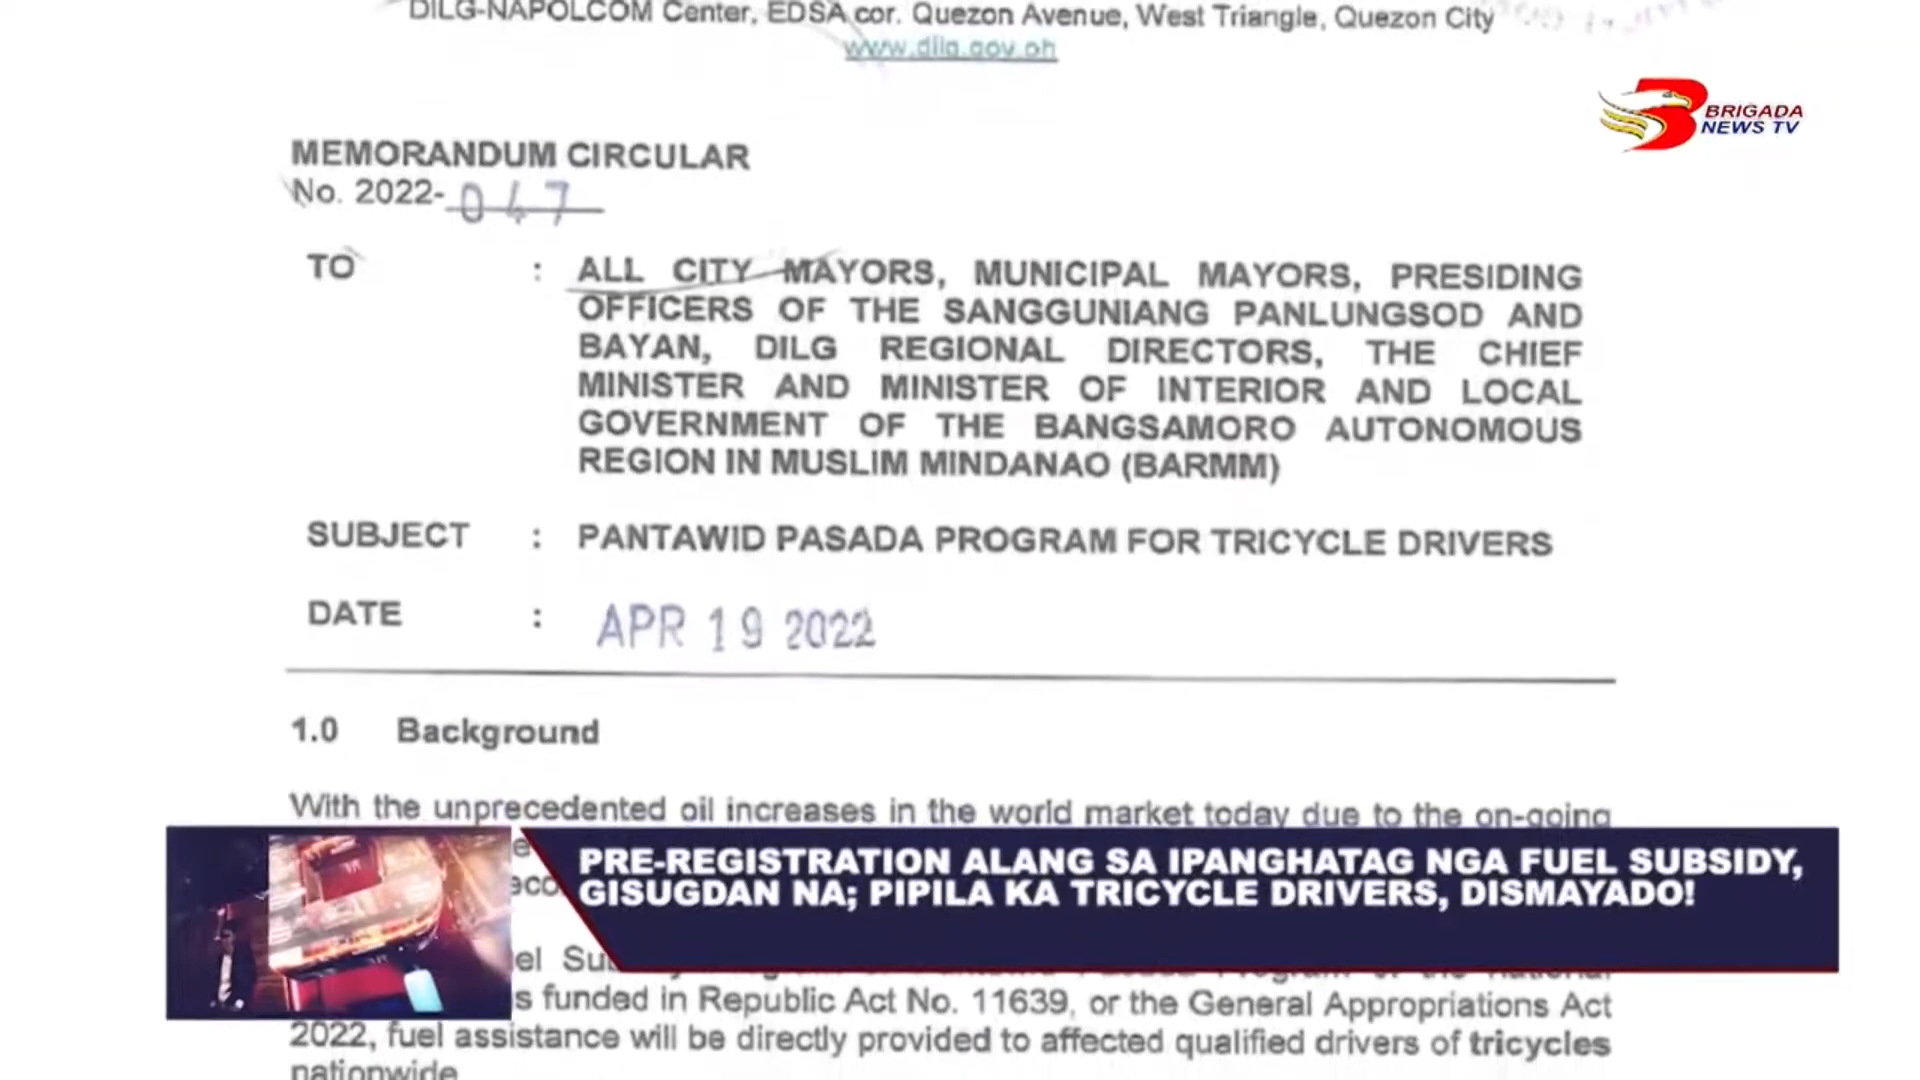 DILG-NAPOLCOM Center, EDSA cor. Quezon Avenue, West Triangle, Quezon City
www.dilg.gov.ph
BRIGADA
NEWS TV
MEMORANDUM CIRCULAR
No. 2022- 047
TO : ALL CITY MAYORS, MUNICIPAL MAYORS, PRESIDING
OFFICERS OF THE SANGGUNIANG PANLUNGSOD AND
BAYAN, DILG REGIONAL DIRECTORS, THE CHIEF
MINISTER AND MINISTER OF INTERIOR AND LOCAL
GOVERNMENT OF THE BANGSAMORO AUTONOMOUS
REGION IN MUSLIM MINDANAO (BARMM)
SUBJECT : PANTAWID PASADA PROGRAM FOR TRICYCLE DRIVERS
DATE : APR 19 2022
1.0 Background
With the unprecedented oil increases in the world market today due to the on-going
PRE-REGISTRATION ALANG SA IPANGHATAG NGA FUEL SUBSIDY,
GISUGDAN NA; PIPILA KA TRICYCLE DRIVERS, DISMAYADO!
s funded in Republic Act No. 11639, or the General Appropriations Act
2022, fuel assistance will be directly provided to affected qualified drivers of tricycles
nationwide